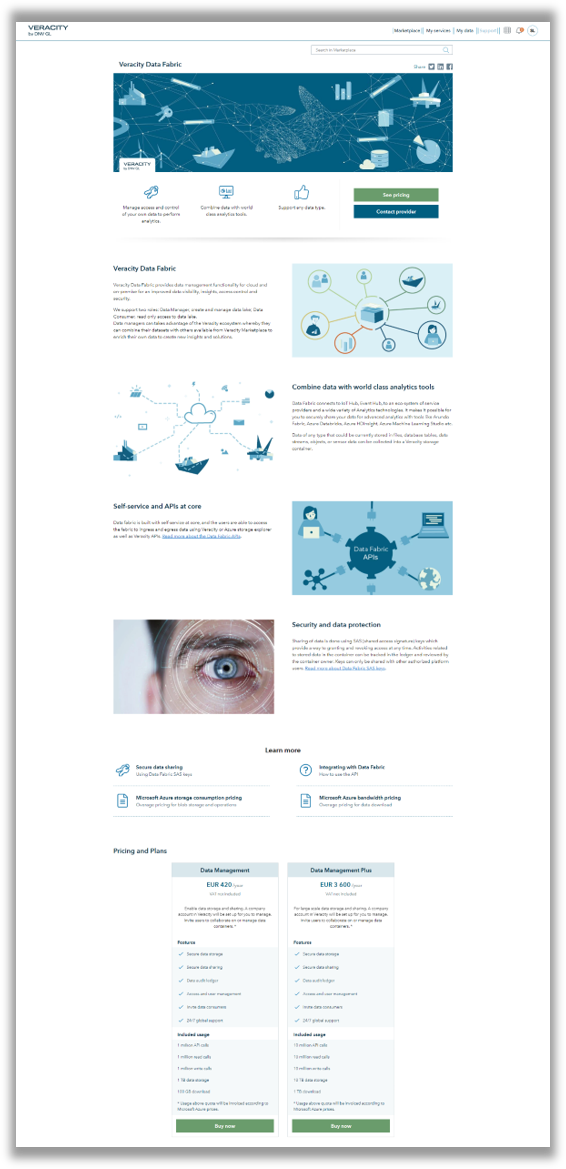 VERACITY
by DNV GL
Marketplace My services My data Support BL
Search in Marketplace
Veracity Data Fabric
Share
VERACITY
by DNV GL
Manage access and control
of your own data to perform
analytics.
Combine data with world
class analytics tools.
Support any data type.
See pricing
Contact provider
Veracity Data Fabric
Veracity Data Fabric provides data management functionality for cloud and
on-premise for an improved data visibility, insights, access control and
security.
We support two roles: Data Manager, create and manage data lake; Data
Consumer, read only access to data lake.
Data managers can take advantage of the Veracity ecosystem whereby they
can combine their datasets with others available from Veracity Marketplace to
enrich their own data to create new insights and solutions.
Combine data with world class analytics tools
Data Fabric connects to IoT Hub, Event Hub, to an ecosystem of service
providers and a wide variety of Analytics technologies. It makes it possible for
you to securely share your data for advanced analytics with tools like
Fabric, Azure Databricks, Azure HDInsight, Azure Machine Learning Studio etc
Data of any type that could be currently stored in files, database tables, data
streams, objects, or sensor data can be collected into a Veracity storage
container.
Self-service and APIs at core
Data fabric is built with self-service at core, and the users are able to access
the fabric to ingress and egress data using Veracity or Azure storage explorer
as well as Veracity APIs. Read more about the Data Fabric APIs.
Data Fabric
APIs
Security and data protection
Sharing of data is done using SAS (shared access signature) keys which
provide a way to granting and revoking access at any time. Activities related
to stored data in the container can be tracked in the ledger and reviewed by
the container owner. Keys can only be shared with other authorized platform
users. Read more about Data Fabric SAS keys.
Learn more
Secure data sharing
Using Data Fabric SAS keys
Integrating with Data Fabric
How to use the API
Microsoft Azure storage consumption pricing
Overage pricing for blob storage and operations
Microsoft Azure bandwidth pricing
Overage pricing for data download
Pricing and Plans
Data Management
EUR 420 /year
VAT not included
Enable data storage and sharing. A company
account in Veracity will be set up for you to manage.
Invite users to collaborate on or manage data
containers.*
Features
Secure data storage
Secure data sharing
Data audit ledger
Access and user management
Invite data consumers
24/7 global support
Included usage
1 million API calls
1 million read calls
1 million write calls
1 TB data storage
100 GB download
* Usage above quota will be invoiced according to
Microsoft Azure prices
Buy now
Data Management Plus
EUR 3 600 /year
VAT not included
For large scale data storage and sharing. A company
account in Veracity will be set up for you to manage.
Invite users to collaborate on or manage data
containers.*
Features
Secure data storage
Secure data sharing
Data audit ledger
Access and user management
Invite data consumers
24/7 global support
Included usage
10 million API calls
10 million read calls
10 million write calls
10 TB data storage
1 TB download
* Usage above quota will be invoiced according to
Microsoft Azure prices
Buy now